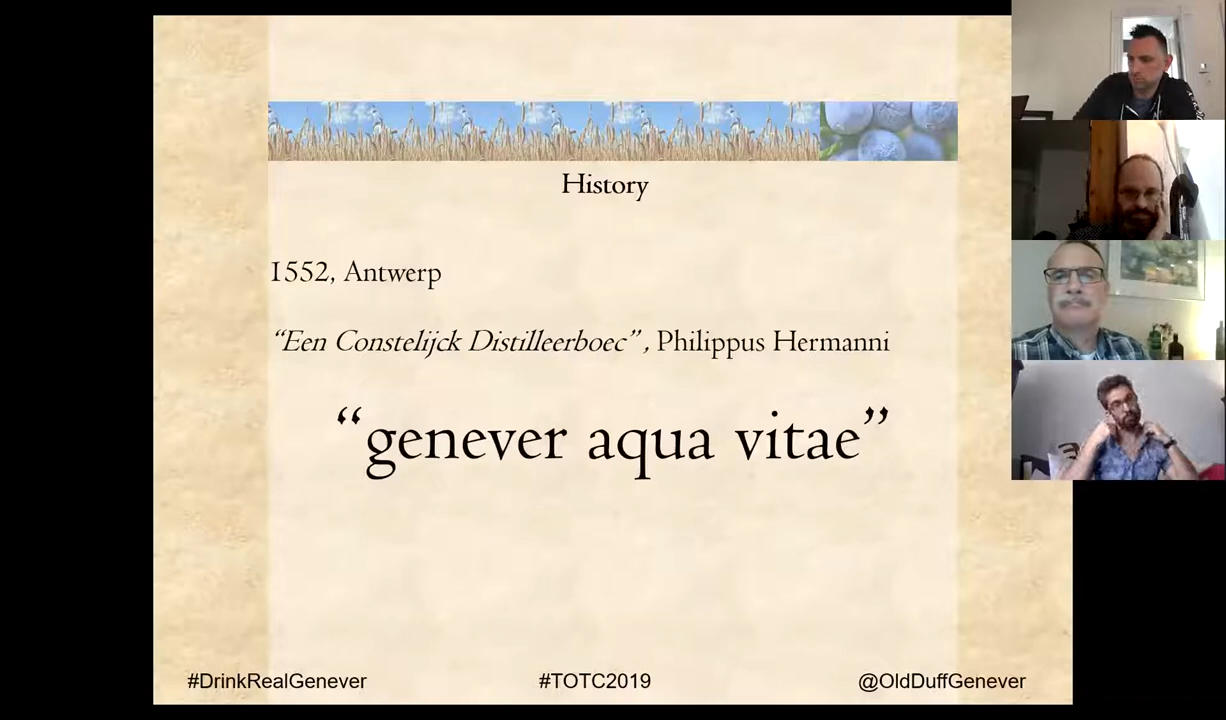 History
1552, Antwerp
“Een Constelijck Distilleerboec”, Philippus Hermanni
“genever aqua vitae”
#DrinkRealGenever
#TOTC2019
@OldDuffGenever